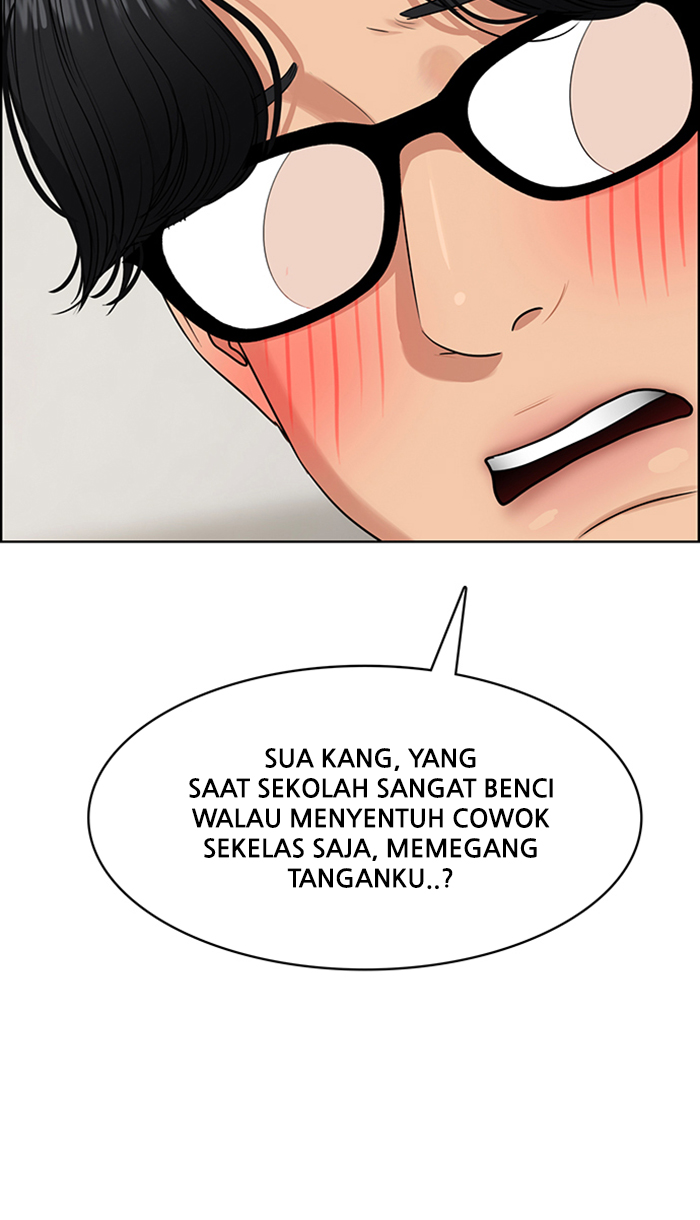 SUA KANG, YANG
SAAT SEKOLAH SANGAT BENCI
WALAU MENYENTUH COWOK
SEKELAS SAJA, MEMEGANG
TANGANKU..?